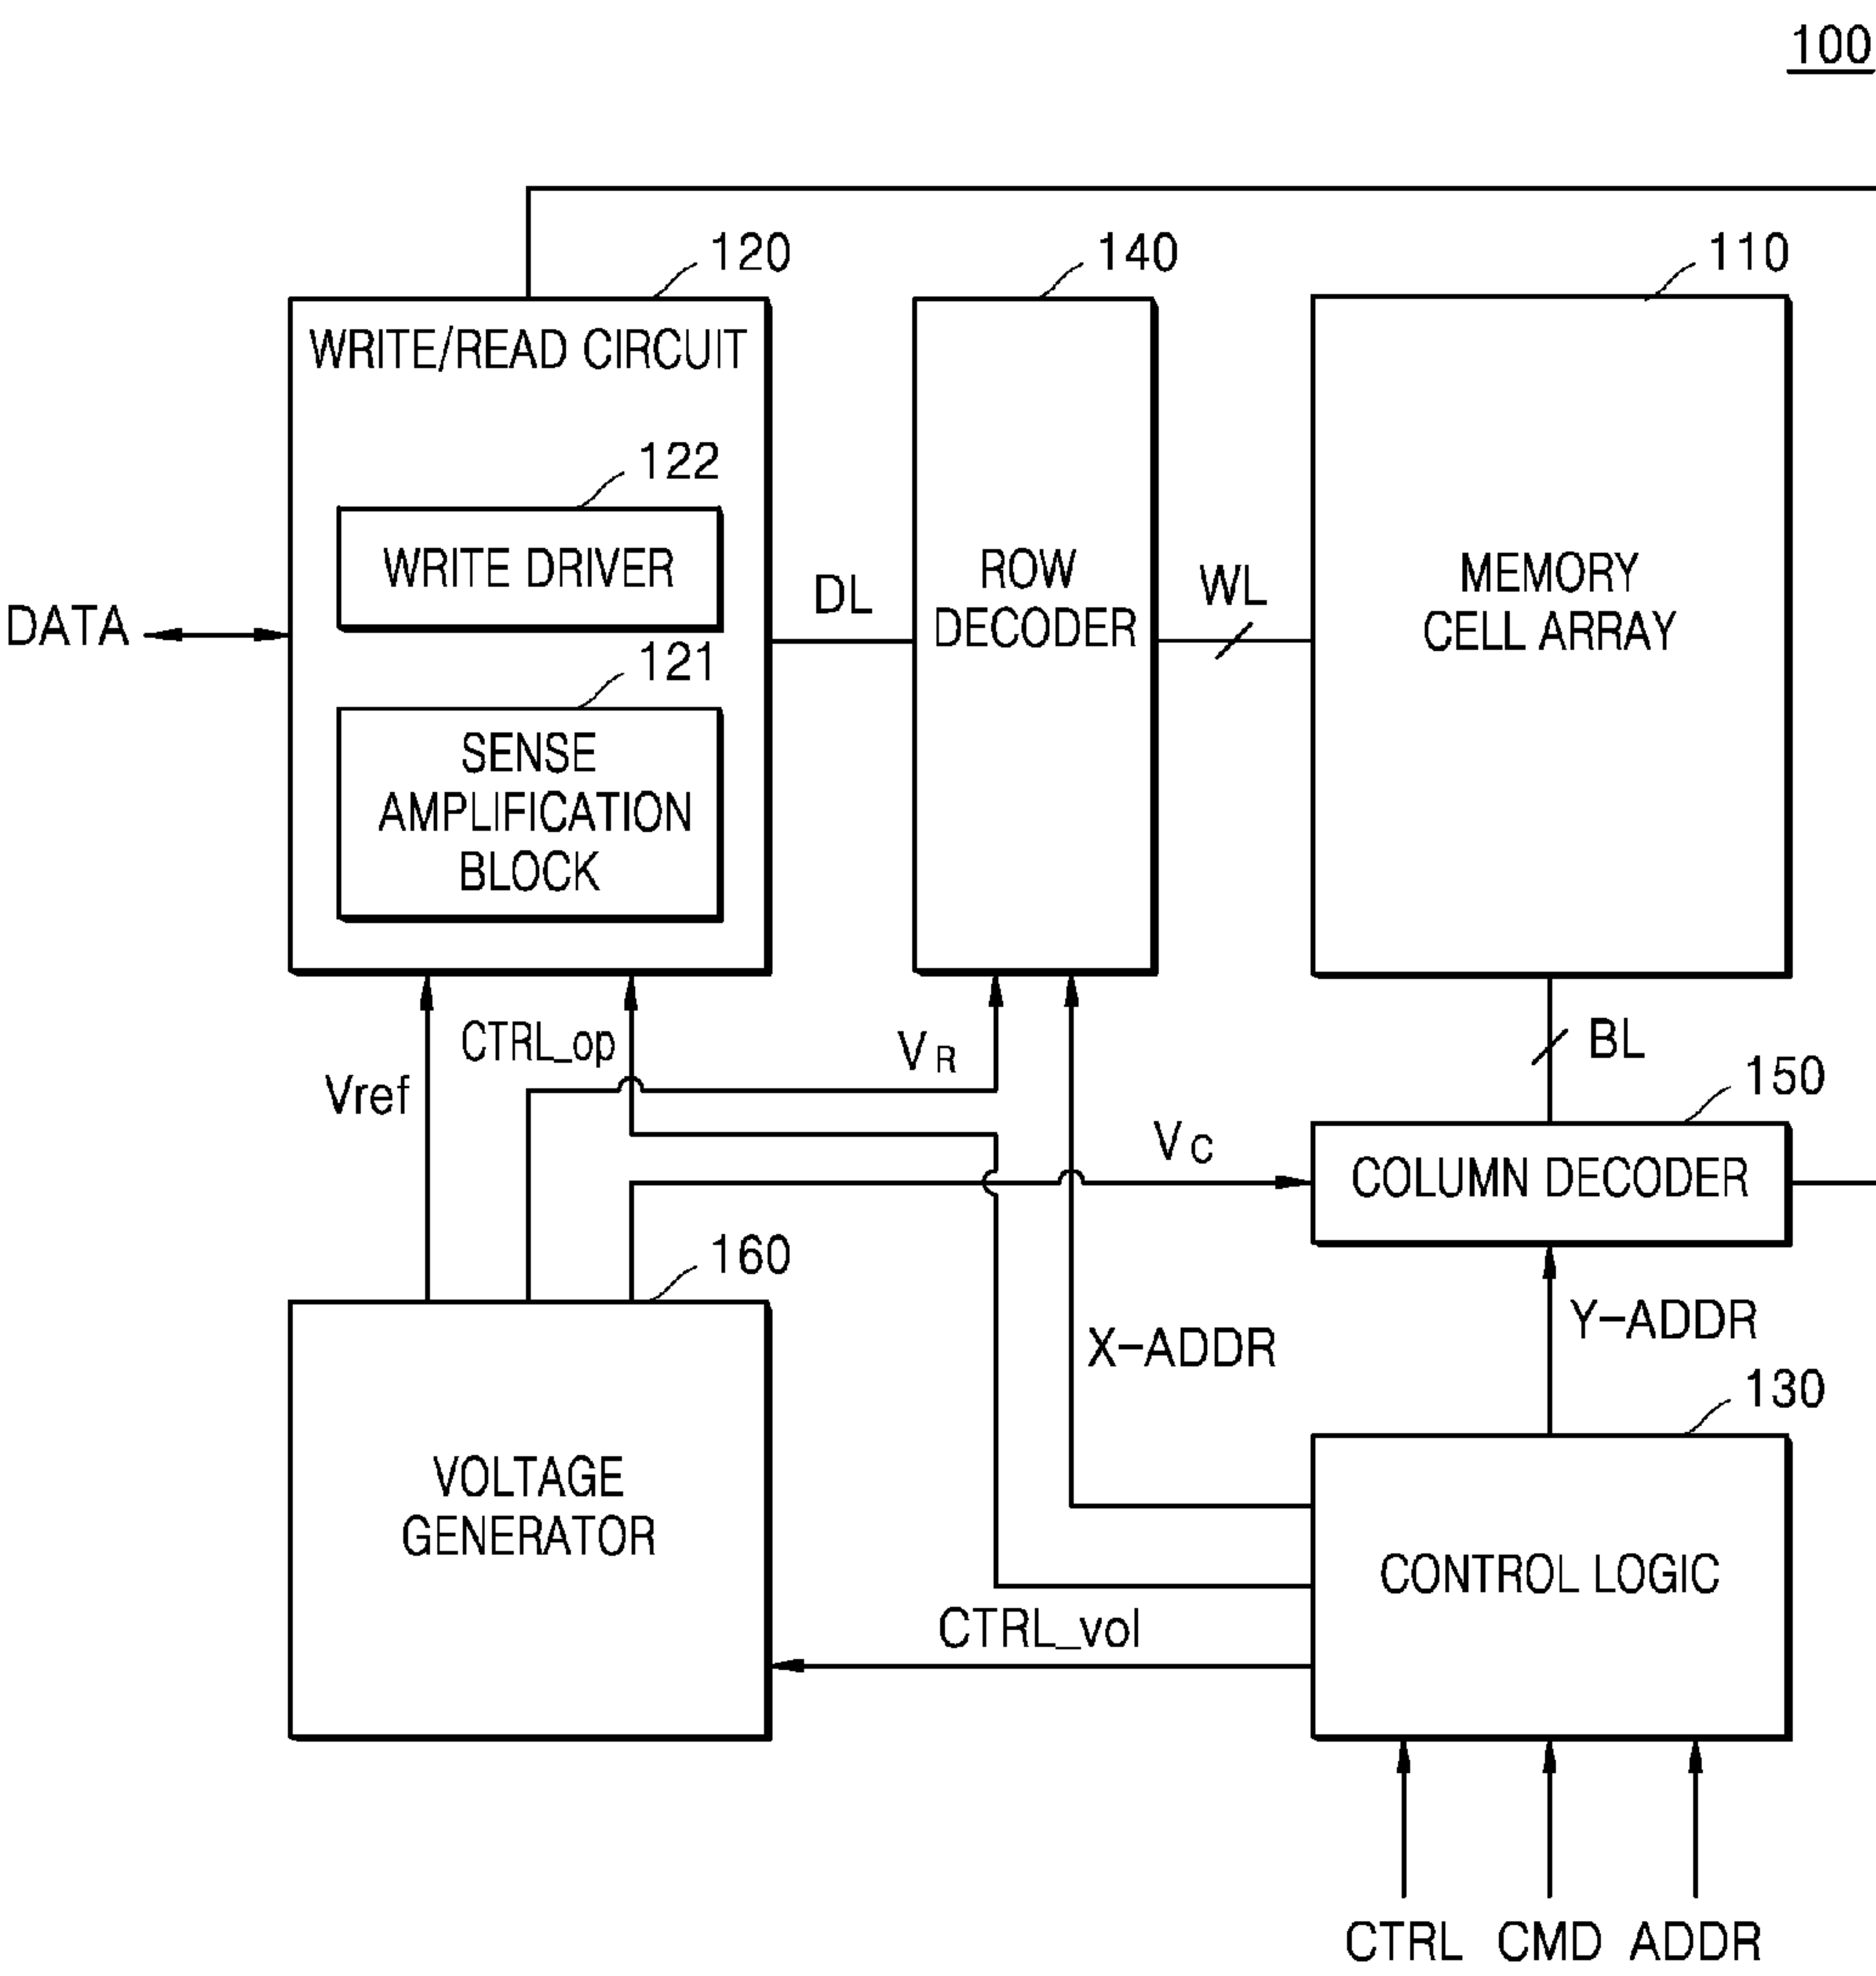 100
120
140
110
WRITE/READ CIRCUIT
122
WRITE DRIVER
DATA
DL
ROW
DECODER
WL
MEMORY
CELL ARRAY
121
SENSE
AMPLIFICATION
BLOCK
CTRL_op
Vref
VR
BL
150
VC
COLUMN DECODER
160
X-ADDR
Y-ADDR
130
VOLTAGE
GENERATOR
CONTROL LOGIC
CTRL_vol
CTRL CMD ADDR